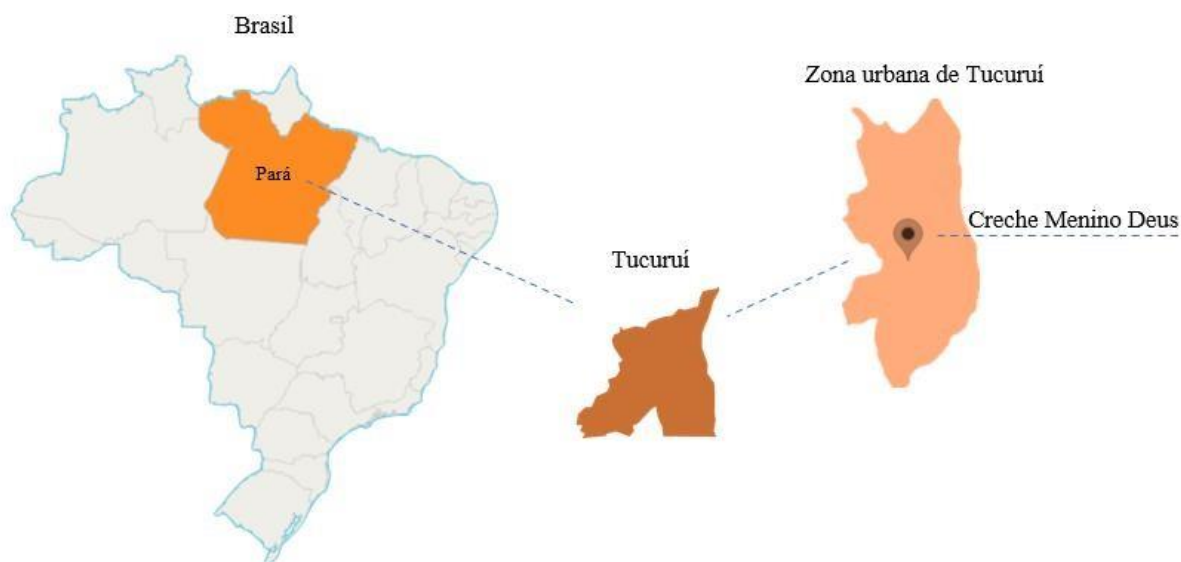 Brasil
Pará
Tucuruí
Zona urbana de Tucuruí
Creche Menino Deus